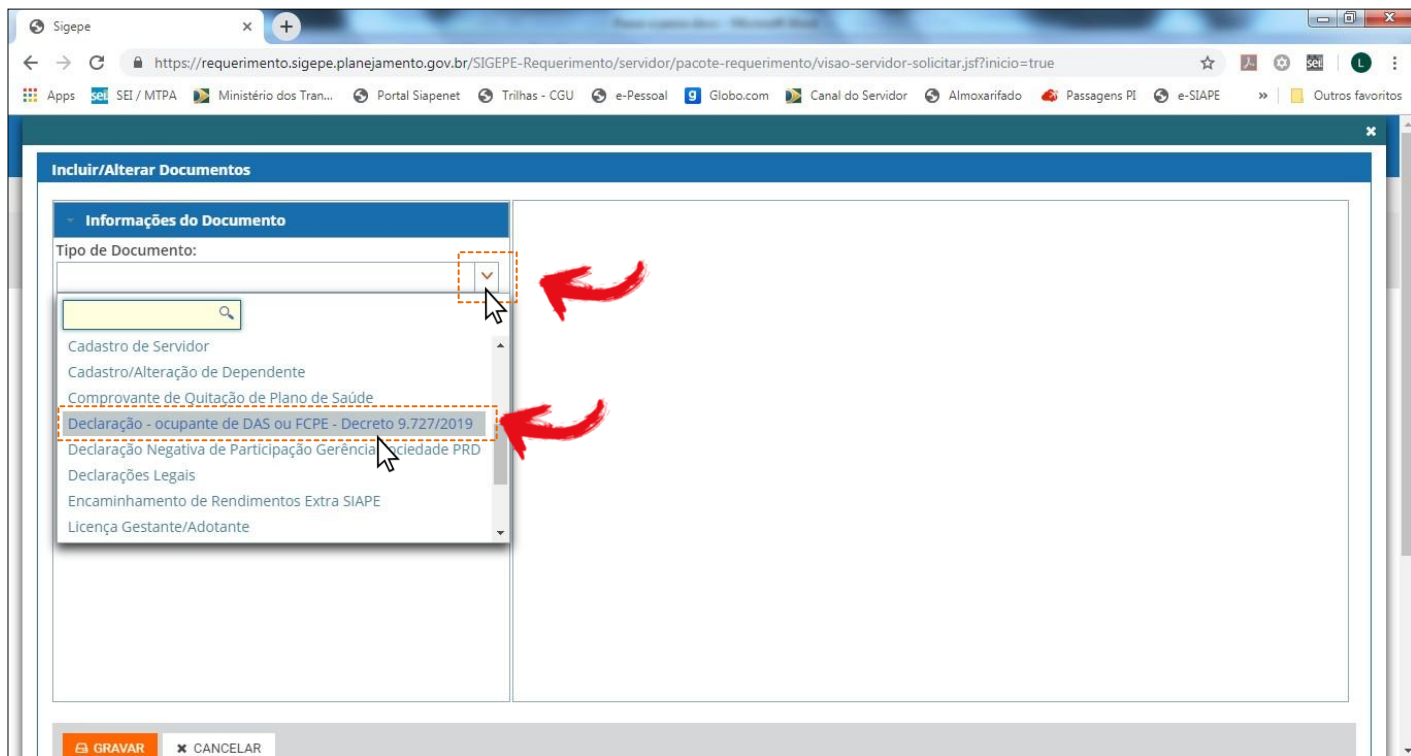 Sigepe
https://requerimento.sigepe.planejamento.gov.br/SIGEPE-Requerimento/servidor/pacote-requerimento/visao-servidor-solicitar.jsf?inicio=true
sei! L
Apps sei! SEI / MTPA Ministério dos Tran... Portal Siapenet Trilhas - CGU e-Pessoal g Globo.com Canal do Servidor Almoxarifado Passagens PI e-SIAPE » Outros favoritos
Incluir/Alterar Documentos
Informações do Documento
Tipo de Documento:
Cadastro de Servidor
Cadastro/Alteração de Dependente
Comprovante de Quitação de Plano de Saúde
Declaração - ocupante de DAS ou FCPE - Decreto 9.727/2019
Declaração Negativa de Participação Gerência Sociedade PRD
Declarações Legais
Encaminhamento de Rendimentos Extra SIAPE
Licença Gestante/Adotante
GRAVAR CANCELAR